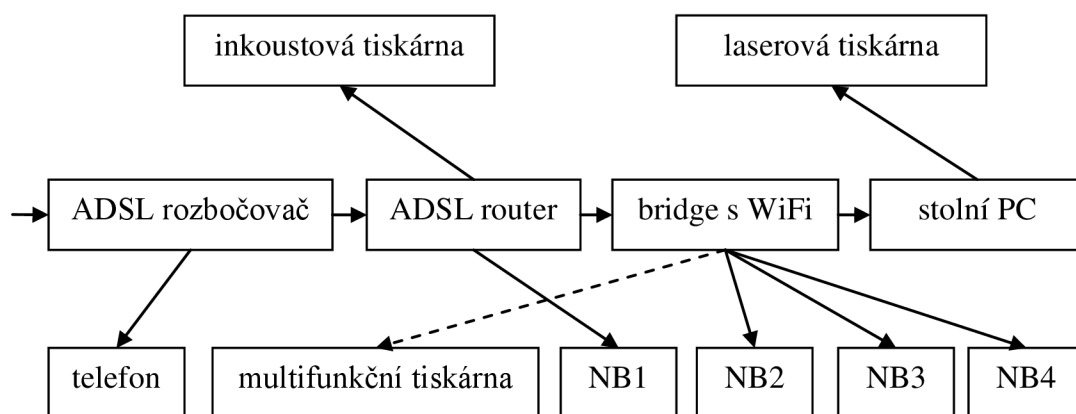 inkoustová tiskárna
laserová tiskárna
ADSL rozbočovač
ADSL router
bridge s WiFi
stolní PC
telefon
multifunkční tiskárna
NB1
NB2
NB3
NB4